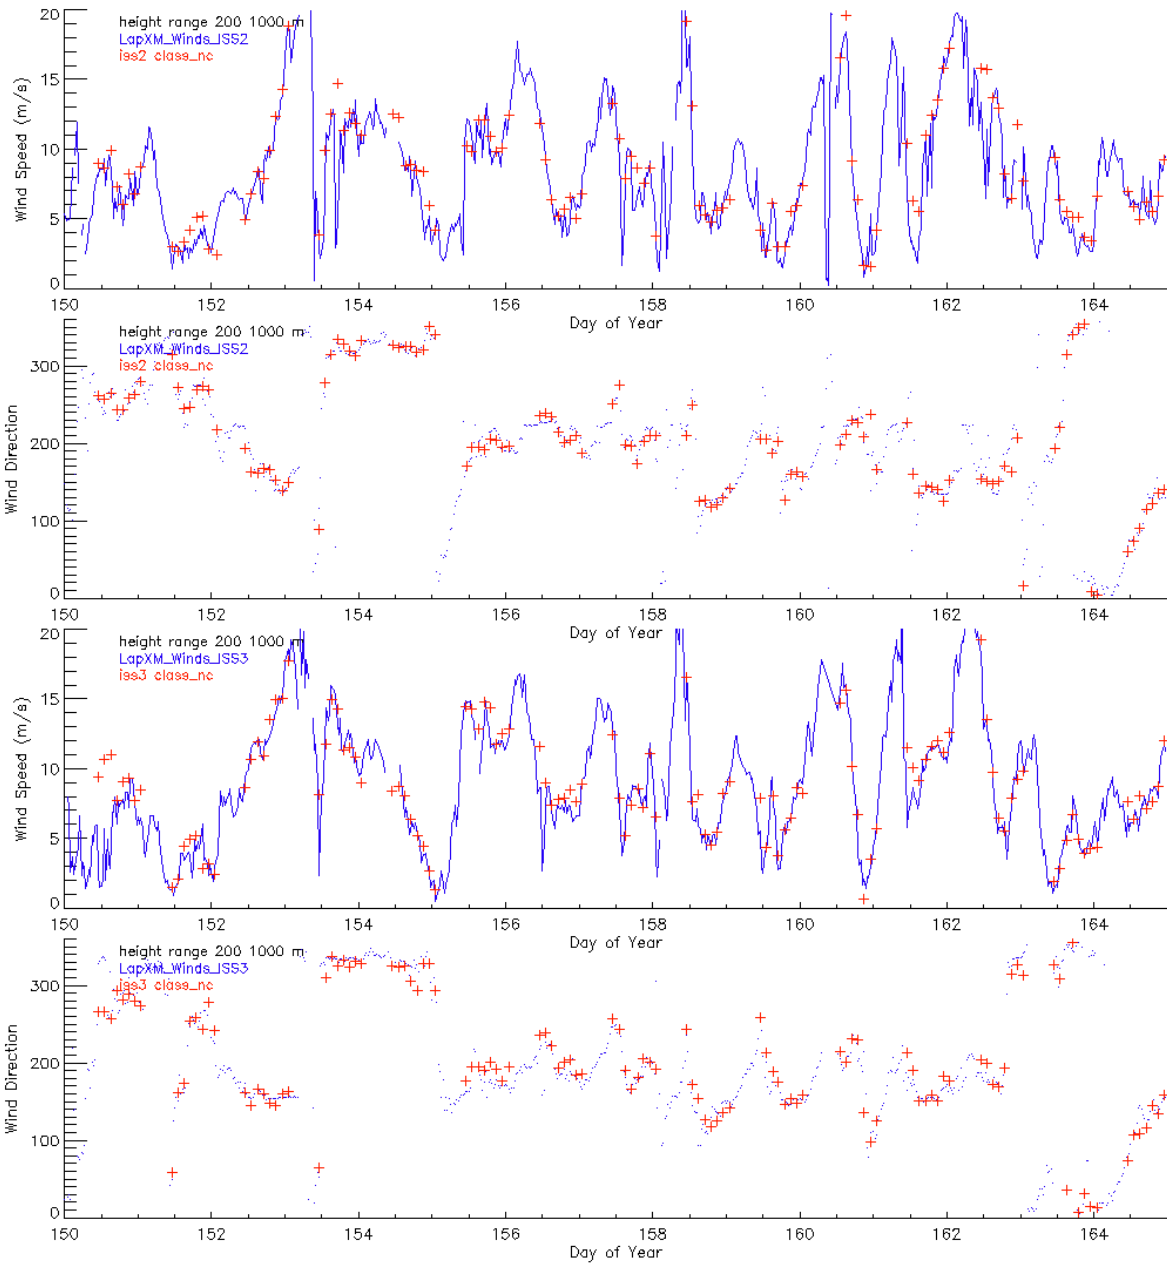 20
height range 200 1000 m
LapXM_Winds_ISS2
iss2 class_nc
15
10
5
0
Wind Speed (m/s)
150 152 154 156 158 160 162 164
Day of Year
height range 200 1000 m
LapXM_Winds_ISS2
iss2 class_nc
300
200
100
0
Wind Direction
150 152 154 156 158 160 162 164
Day of Year
20
height range 200 1000 m
LapXM_Winds_ISS3
iss3 class_nc
15
10
5
0
Wind Speed (m/s)
150 152 154 156 158 160 162 164
Day of Year
height range 200 1000 m
LapXM_Winds_ISS3
iss3 class_nc
300
200
100
0
Wind Direction
150 152 154 156 158 160 162 164
Day of Year